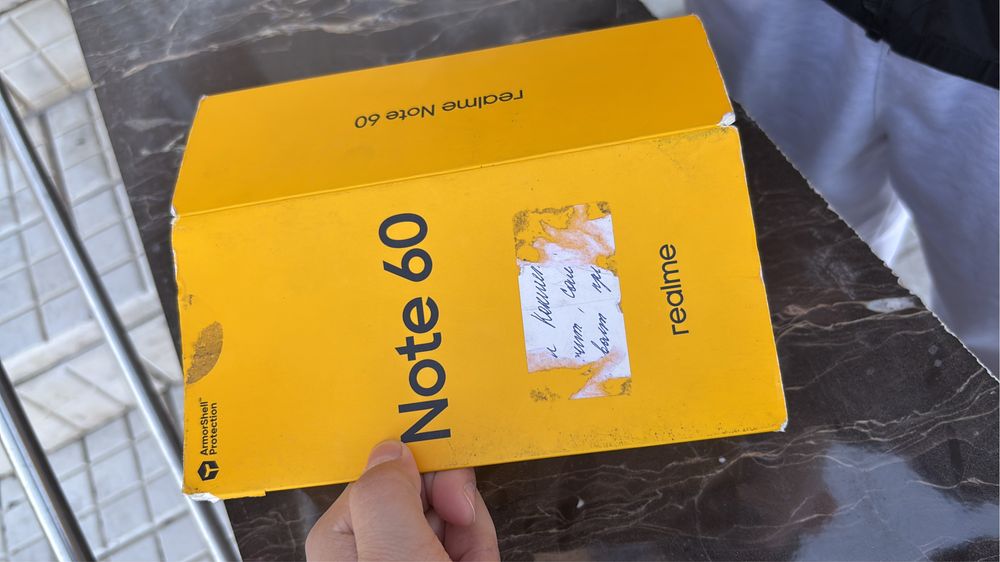 realme Note 60
Note 60
realme
ArmorShell™
Protection